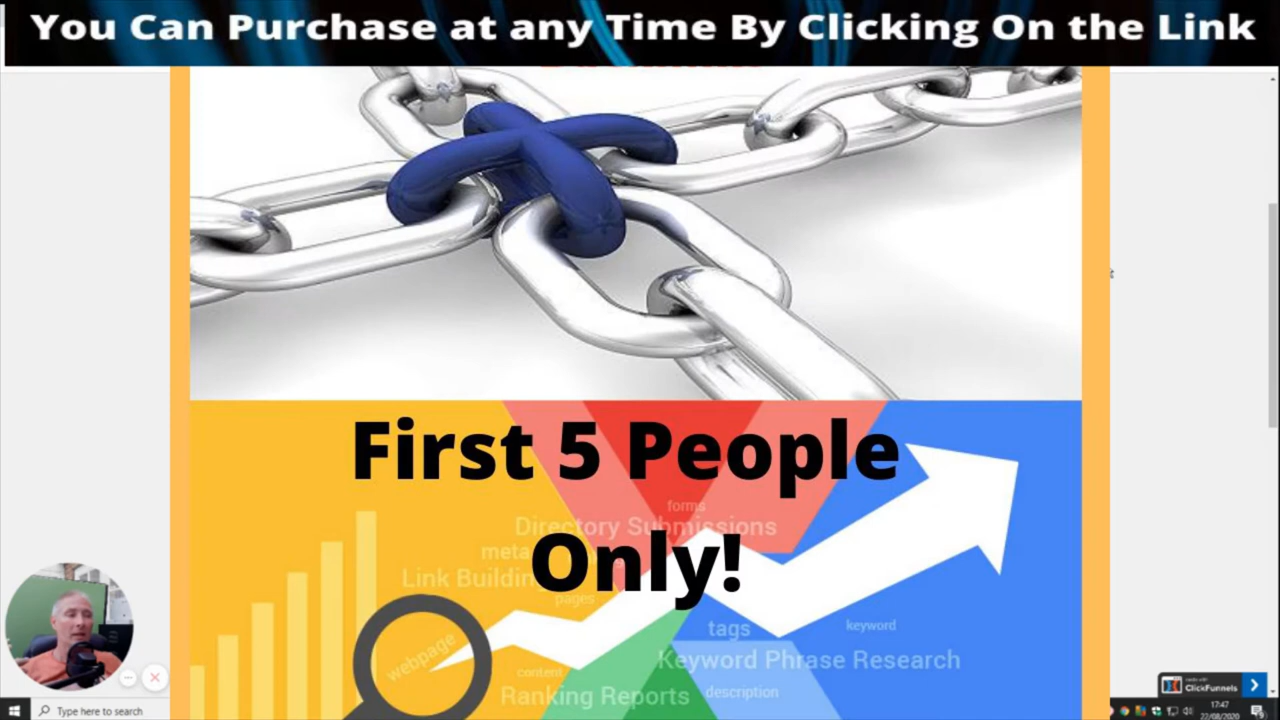 You Can Purchase at any Time By Clicking On the Link
First 5 People
forms
Directory Submissions
meta
Only!
Link Buildin
pages
tags
keyword
webpage
Keyword Phrase Research
content
Ranking Reports
description
ClickFunnels
Type here to search
17:47
22/08/2020